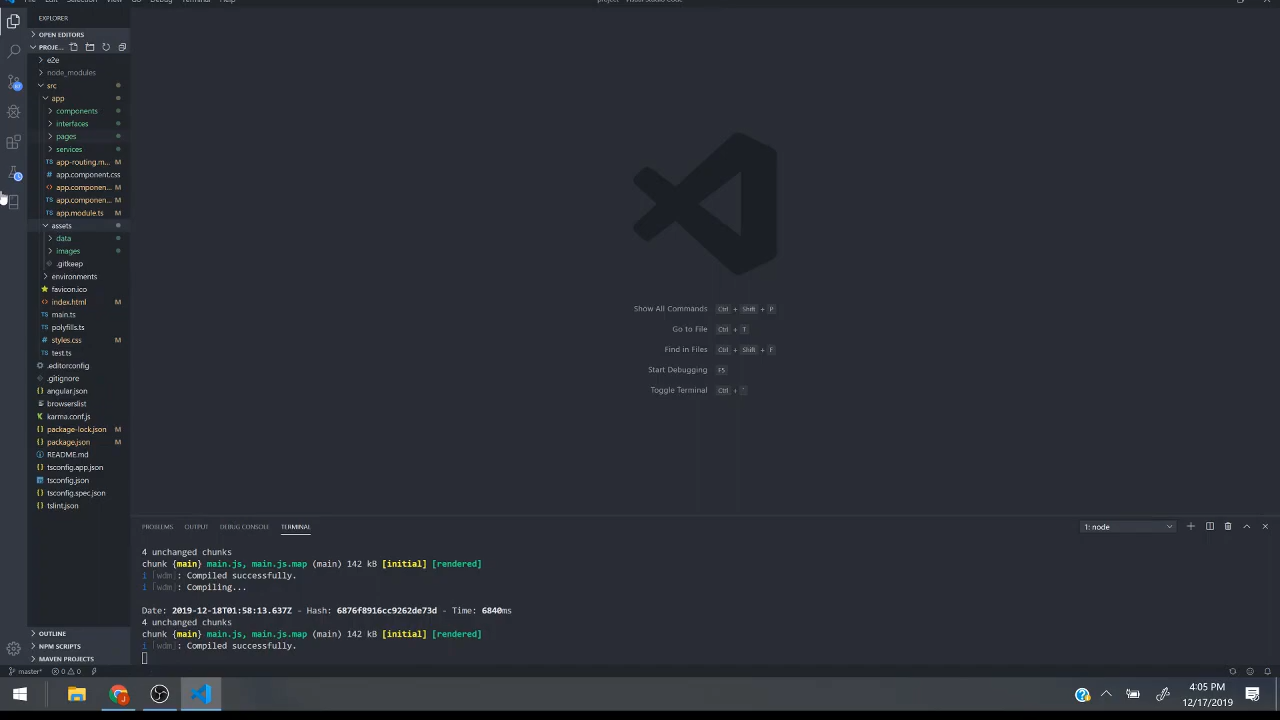 EXPLORER
OPEN EDITORS
PROJE...
e2e
node_modules
src
app
components
interfaces
pages
services
TS app-routing.m... M
app.component.css
<> app.componen... M
TS app.componen... M
TS app.module.ts M
assets
data
images
.gitkeep
environments
favicon.ico
<> index.html M
TS main.ts
TS polyfills.ts
styles.css M
TS test.ts
.editorconfig
.gitignore
{} angular.json
browserslist
karma.conf.js
{} package-lock.json M
{} package.json M
README.md
{} tsconfig.app.json
tsconfig.json
{} tsconfig.spec.json
{} tslint.json
OUTLINE
NPM SCRIPTS
MAVEN PROJECTS
Show All Commands Ctrl + Shift + P
Go to File Ctrl + T
Find in Files Ctrl + Shift + F
Start Debugging F5
Toggle Terminal Ctrl + `
PROBLEMS OUTPUT DEBUG CONSOLE TERMINAL 1: node
4 unchanged chunks
chunk {main} main.js, main.js.map (main) 142 kB [initial] [rendered]
i ｢wdm｣: Compiled successfully.
i ｢wdm｣: Compiling...
Date: 2019-12-18T01:58:13.637Z - Hash: 6876f8916cc9262de73d - Time: 6840ms
4 unchanged chunks
chunk {main} main.js, main.js.map (main) 142 kB [initial] [rendered]
i ｢wdm｣: Compiled successfully.
master* 0 0
4:05 PM
12/17/2019